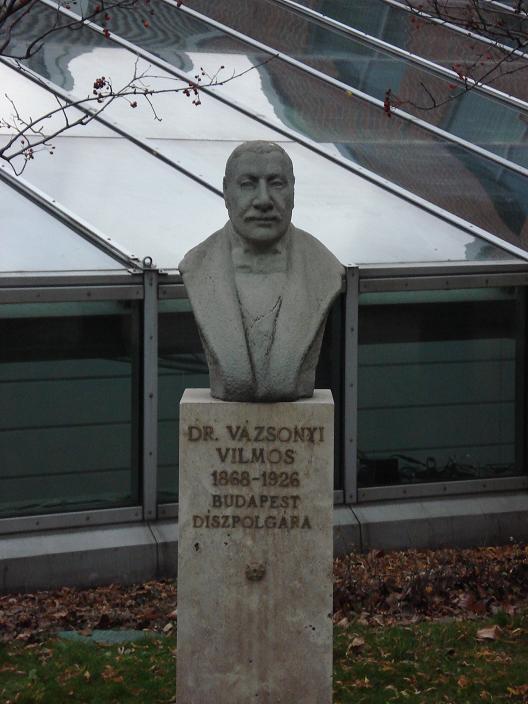 DR. VÁZSONYI
VILMOS
1868-1926
BUDAPEST
DÍSZPOLGÁRA